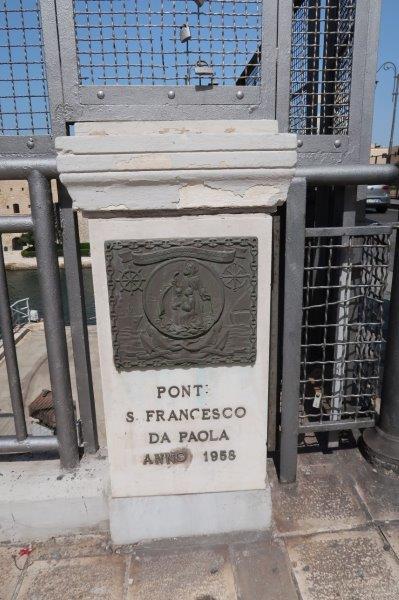 PONT:
S. FRANCESCO
DA PAOLA
ANNO 1958